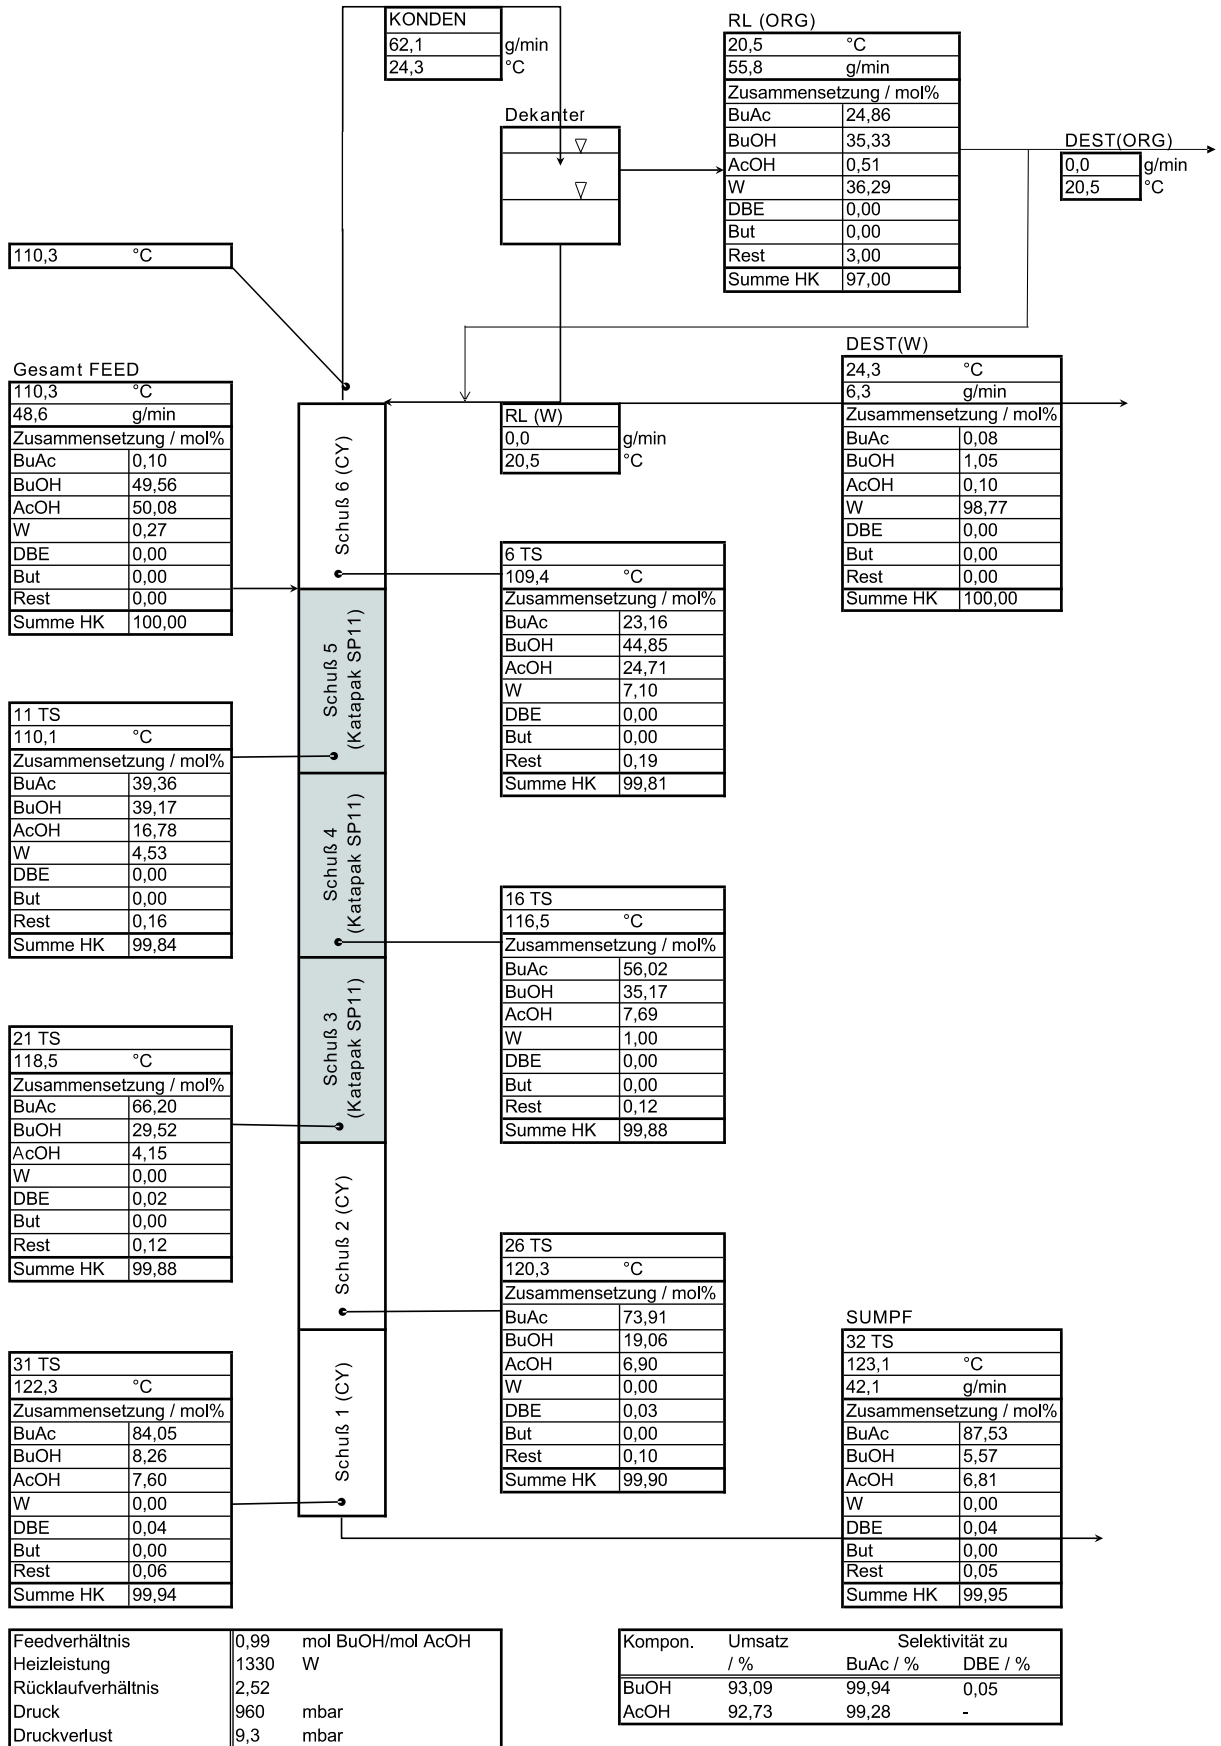 KONDEN
62,1 g/min
24,3 °C
RL (ORG)
20,5 °C
55,8 g/min
Zusammensetzung / mol%
BuAc 24,86
BuOH 35,33
AcOH 0,51
W 36,29
DBE 0,00
But 0,00
Rest 3,00
Summe HK 97,00
Dekanter
DEST(ORG)
0,0 g/min
20,5 °C
110,3 °C
Gesamt FEED
110,3 °C
48,6 g/min
Zusammensetzung / mol%
BuAc 0,10
BuOH 49,56
AcOH 50,08
W 0,27
DBE 0,00
But 0,00
Rest 0,00
Summe HK 100,00
RL (W)
0,0 g/min
20,5 °C
DEST(W)
24,3 °C
6,3 g/min
Zusammensetzung / mol%
BuAc 0,08
BuOH 1,05
AcOH 0,10
W 98,77
DBE 0,00
But 0,00
Rest 0,00
Summe HK 100,00
Schuß 6 (CY)
6 TS
109,4 °C
Zusammensetzung / mol%
BuAc 23,16
BuOH 44,85
AcOH 24,71
W 7,10
DBE 0,00
But 0,00
Rest 0,19
Summe HK 99,81
Schuß 5
(Katapak SP11)
11 TS
110,1 °C
Zusammensetzung / mol%
BuAc 39,36
BuOH 39,17
AcOH 16,78
W 4,53
DBE 0,00
But 0,00
Rest 0,16
Summe HK 99,84
Schuß 4
(Katapak SP11)
16 TS
116,5 °C
Zusammensetzung / mol%
BuAc 56,02
BuOH 35,17
AcOH 7,69
W 1,00
DBE 0,00
But 0,00
Rest 0,12
Summe HK 99,88
Schuß 3
(Katapak SP11)
21 TS
118,5 °C
Zusammensetzung / mol%
BuAc 66,20
BuOH 29,52
AcOH 4,15
W 0,00
DBE 0,02
But 0,00
Rest 0,12
Summe HK 99,88
Schuß 2 (CY)
26 TS
120,3 °C
Zusammensetzung / mol%
BuAc 73,91
BuOH 19,06
AcOH 6,90
W 0,00
DBE 0,03
But 0,00
Rest 0,10
Summe HK 99,90
Schuß 1 (CY)
31 TS
122,3 °C
Zusammensetzung / mol%
BuAc 84,05
BuOH 8,26
AcOH 7,60
W 0,00
DBE 0,04
But 0,00
Rest 0,06
Summe HK 99,94
SUMPF
32 TS
123,1 °C
42,1 g/min
Zusammensetzung / mol%
BuAc 87,53
BuOH 5,57
AcOH 6,81
W 0,00
DBE 0,04
But 0,00
Rest 0,05
Summe HK 99,95
Feedverhältnis 0,99 mol BuOH/mol AcOH
Heizleistung 1330 W
Rücklaufverhältnis 2,52
Druck 960 mbar
Druckverlust 9,3 mbar
Kompon. Umsatz Selektivität zu
/ % BuAc / % DBE / %
BuOH 93,09 99,94 0,05
AcOH 92,73 99,28 -